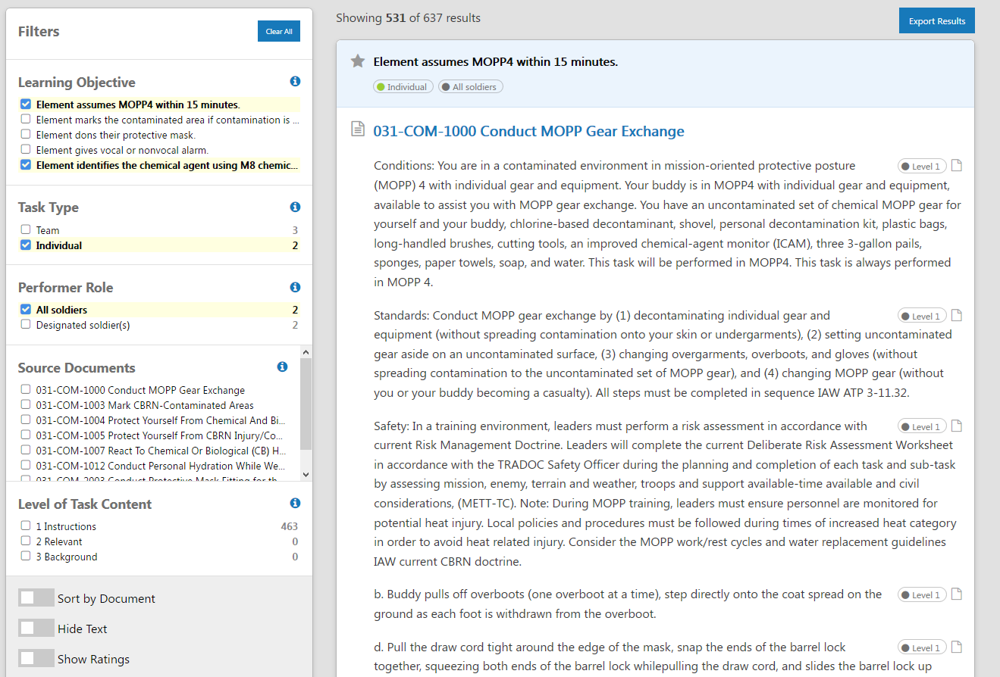 Filters
Clear All
Learning Objective
Element assumes MOPP4 within 15 minutes.
Element marks the contaminated area if contamination is ...
Element dons their protective mask.
Element gives vocal or nonvocal alarm.
Element identifies the chemical agent using M8 chemic...
Task Type
Team 3
Individual 2
Performer Role
All soldiers 2
Designated soldier(s) 2
Source Documents
031-COM-1000 Conduct MOPP Gear Exchange
031-COM-1003 Mark CBRN-Contaminated Areas
031-COM-1004 Protect Yourself From Chemical And Bi...
031-COM-1005 Protect Yourself From CBRN Injury/Co...
031-COM-1007 React To Chemical Or Biological (CB) H...
031-COM-1012 Conduct Personal Hydration While We...
031-COM-2003 Conduct Protective Mask Fitting for th
Level of Task Content
1 Instructions 463
2 Relevant 0
3 Background 0
Sort by Document
Hide Text
Show Ratings
Showing 531 of 637 results
Export Results
Element assumes MOPP4 within 15 minutes.
Individual All soldiers
031-COM-1000 Conduct MOPP Gear Exchange
Conditions: You are in a contaminated environment in mission-oriented protective posture Level 1
(MOPP) 4 with individual gear and equipment. Your buddy is in MOPP4 with individual gear and equipment,
available to assist you with MOPP gear exchange. You have an uncontaminated set of chemical MOPP gear for
yourself and your buddy, chlorine-based decontaminant, shovel, personal decontamination kit, plastic bags,
long-handled brushes, cutting tools, an improved chemical-agent monitor (ICAM), three 3-gallon pails,
sponges, paper towels, soap, and water. This task will be performed in MOPP4. This task is always performed
in MOPP 4.
Standards: Conduct MOPP gear exchange by (1) decontaminating individual gear and Level 1
equipment (without spreading contamination onto your skin or undergarments), (2) setting uncontaminated
gear aside on an uncontaminated surface, (3) changing overgarments, overboots, and gloves (without
spreading contamination to the uncontaminated set of MOPP gear), and (4) changing MOPP gear (without
you or your buddy becoming a casualty). All steps must be completed in sequence IAW ATP 3-11.32.
Safety: In a training environment, leaders must perform a risk assessment in accordance with Level 1
current Risk Management Doctrine. Leaders will complete the current Deliberate Risk Assessment Worksheet
in accordance with the TRADOC Safety Officer during the planning and completion of each task and sub-task
by assessing mission, enemy, terrain and weather, troops and support available-time available and civil
considerations, (METT-TC). Note: During MOPP training, leaders must ensure personnel are monitored for
potential heat injury. Local policies and procedures must be followed during times of increased heat category
in order to avoid heat related injury. Consider the MOPP work/rest cycles and water replacement guidelines
IAW current CBRN doctrine.
b. Buddy pulls off overboots (one overboot at a time), step directly onto the coat spread on the Level 1
ground as each foot is withdrawn from the overboot.
d. Pull the draw cord tight around the edge of the mask, snap the ends of the barrel lock Level 1
together, squeezing both ends of the barrel lock whilepulling the draw cord, and slides the barrel lock up